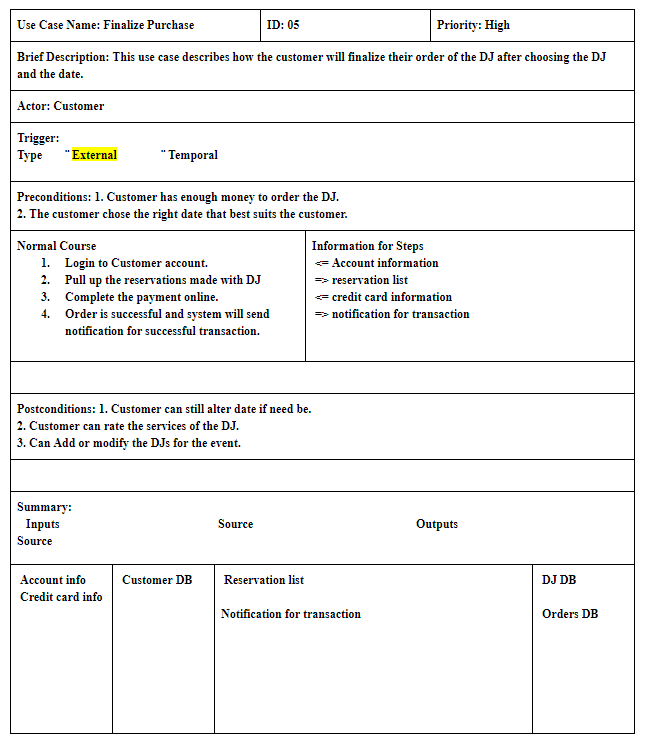 Use Case Name: Finalize Purchase ID: 05 Priority: High
Brief Description: This use case describes how the customer will finalize their order of the DJ after choosing the DJ
and the date.
Actor: Customer
Trigger:
Type ¨ External ¨ Temporal
Preconditions: 1. Customer has enough money to order the DJ.
2. The customer chose the right date that best suits the customer.
Normal Course
1. Login to Customer account.
2. Pull up the reservations made with DJ
3. Complete the payment online.
4. Order is successful and system will send
notification for successful transaction.
Information for Steps
<= Account information
=> reservation list
<= credit card information
=> notification for transaction
Postconditions: 1. Customer can still alter date if need be.
2. Customer can rate the services of the DJ.
3. Can Add or modify the DJs for the event.
Summary:
Inputs Source Outputs
Source
Account info
Credit card info
Customer DB
Reservation list
Notification for transaction
DJ DB
Orders DB